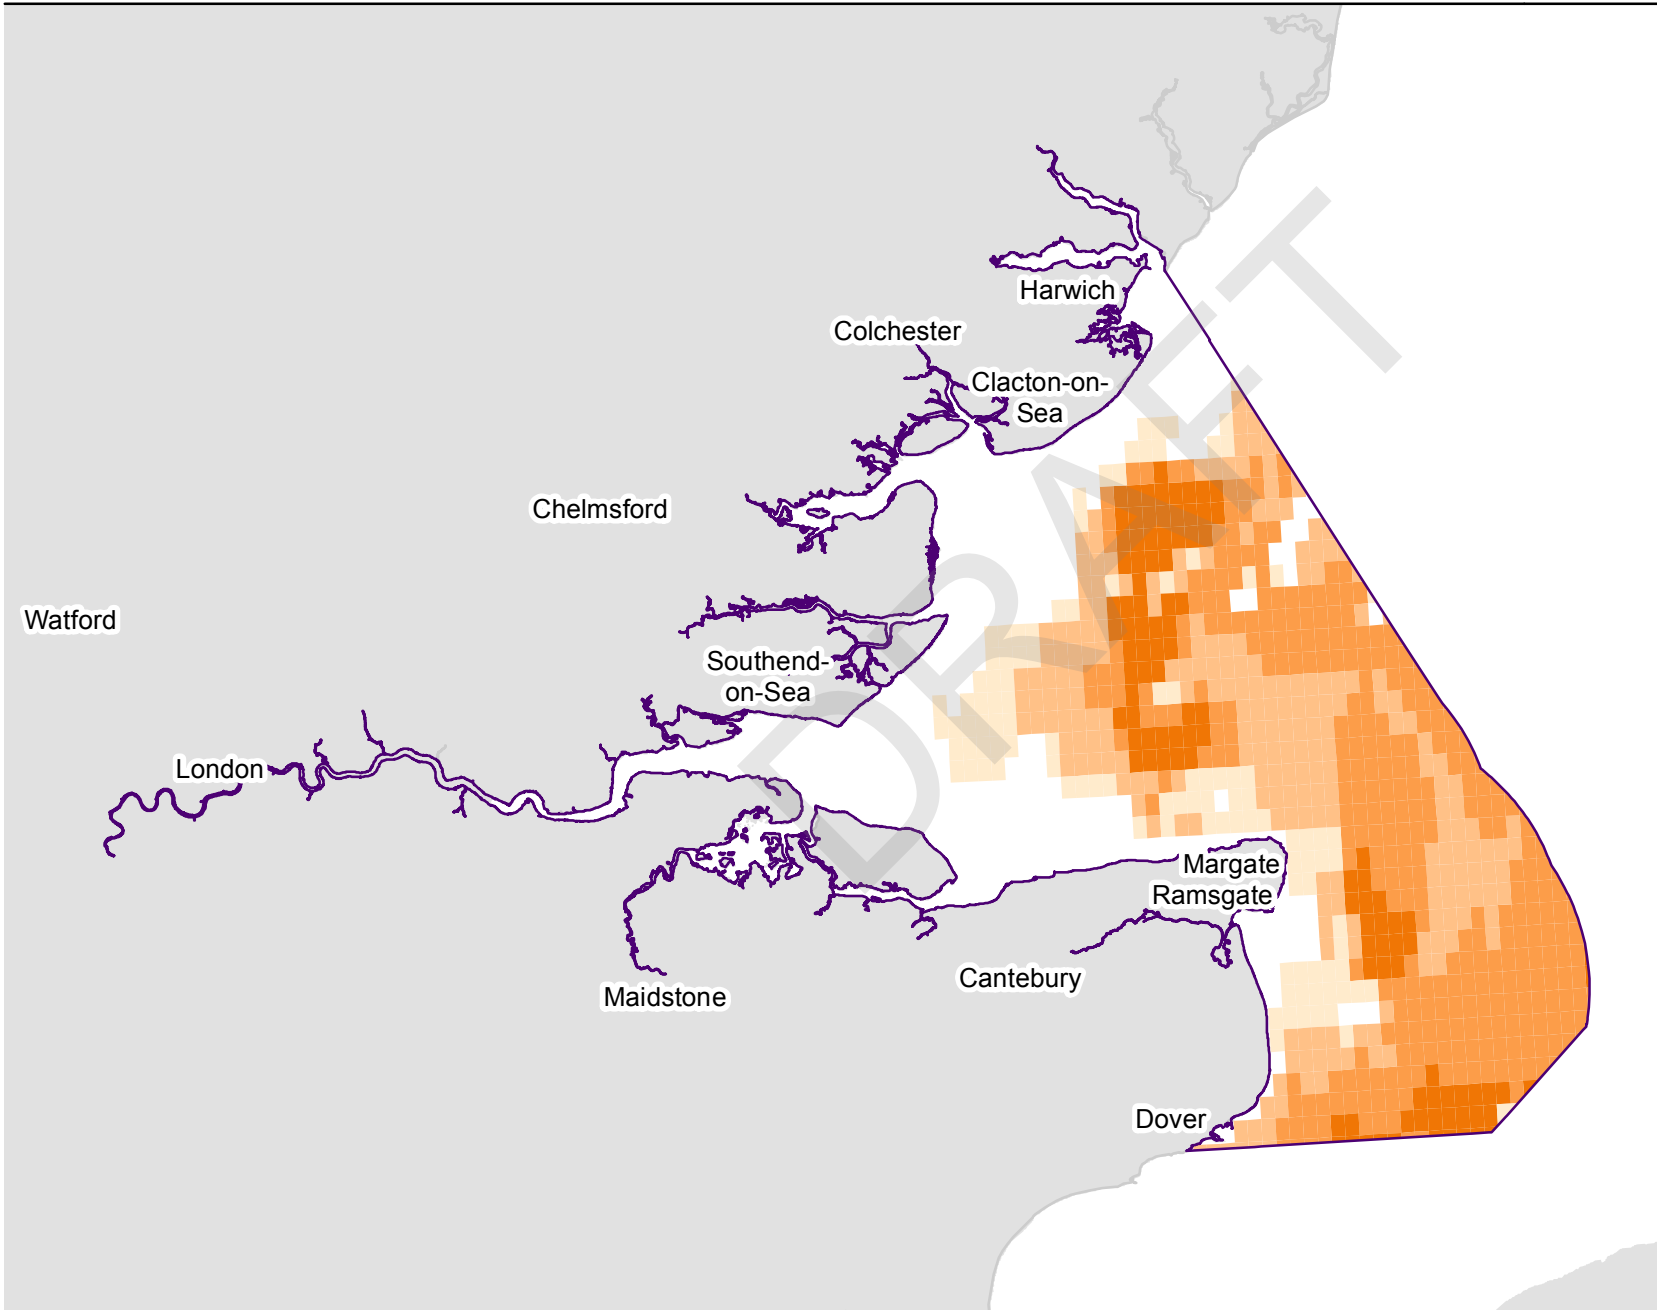 Harwich
Colchester
Clacton-on-
Sea
Chelmsford
Watford
Southend-
on-Sea
London
Margate
Ramsgate
Cantebury
Maidstone
Dover
DRAFT